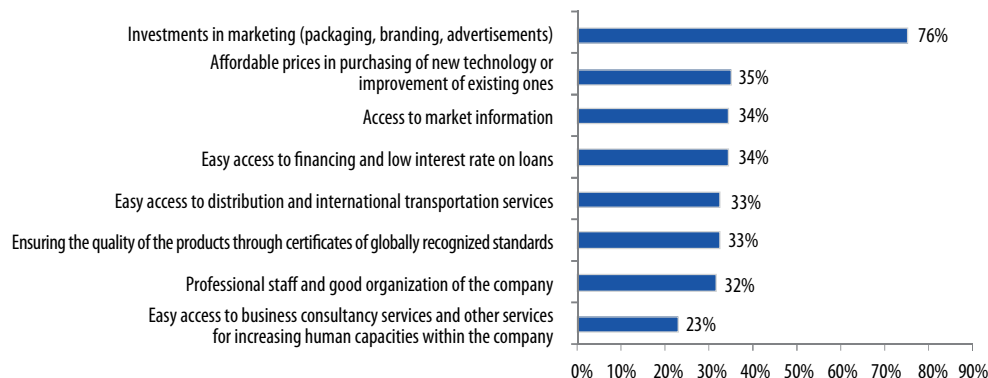 Investments in marketing (packaging, branding, advertisements)
76%
Affordable prices in purchasing of new technology or
improvement of existing ones
35%
Access to market information
34%
Easy access to financing and low interest rate on loans
34%
Easy access to distribution and international transportation services
33%
Ensuring the quality of the products through certificates of globally recognized standards
33%
Professional staff and good organization of the company
32%
Easy access to business consultancy services and other services
for increasing human capacities within the company
23%
0% 10% 20% 30% 40% 50% 60% 70% 80% 90%